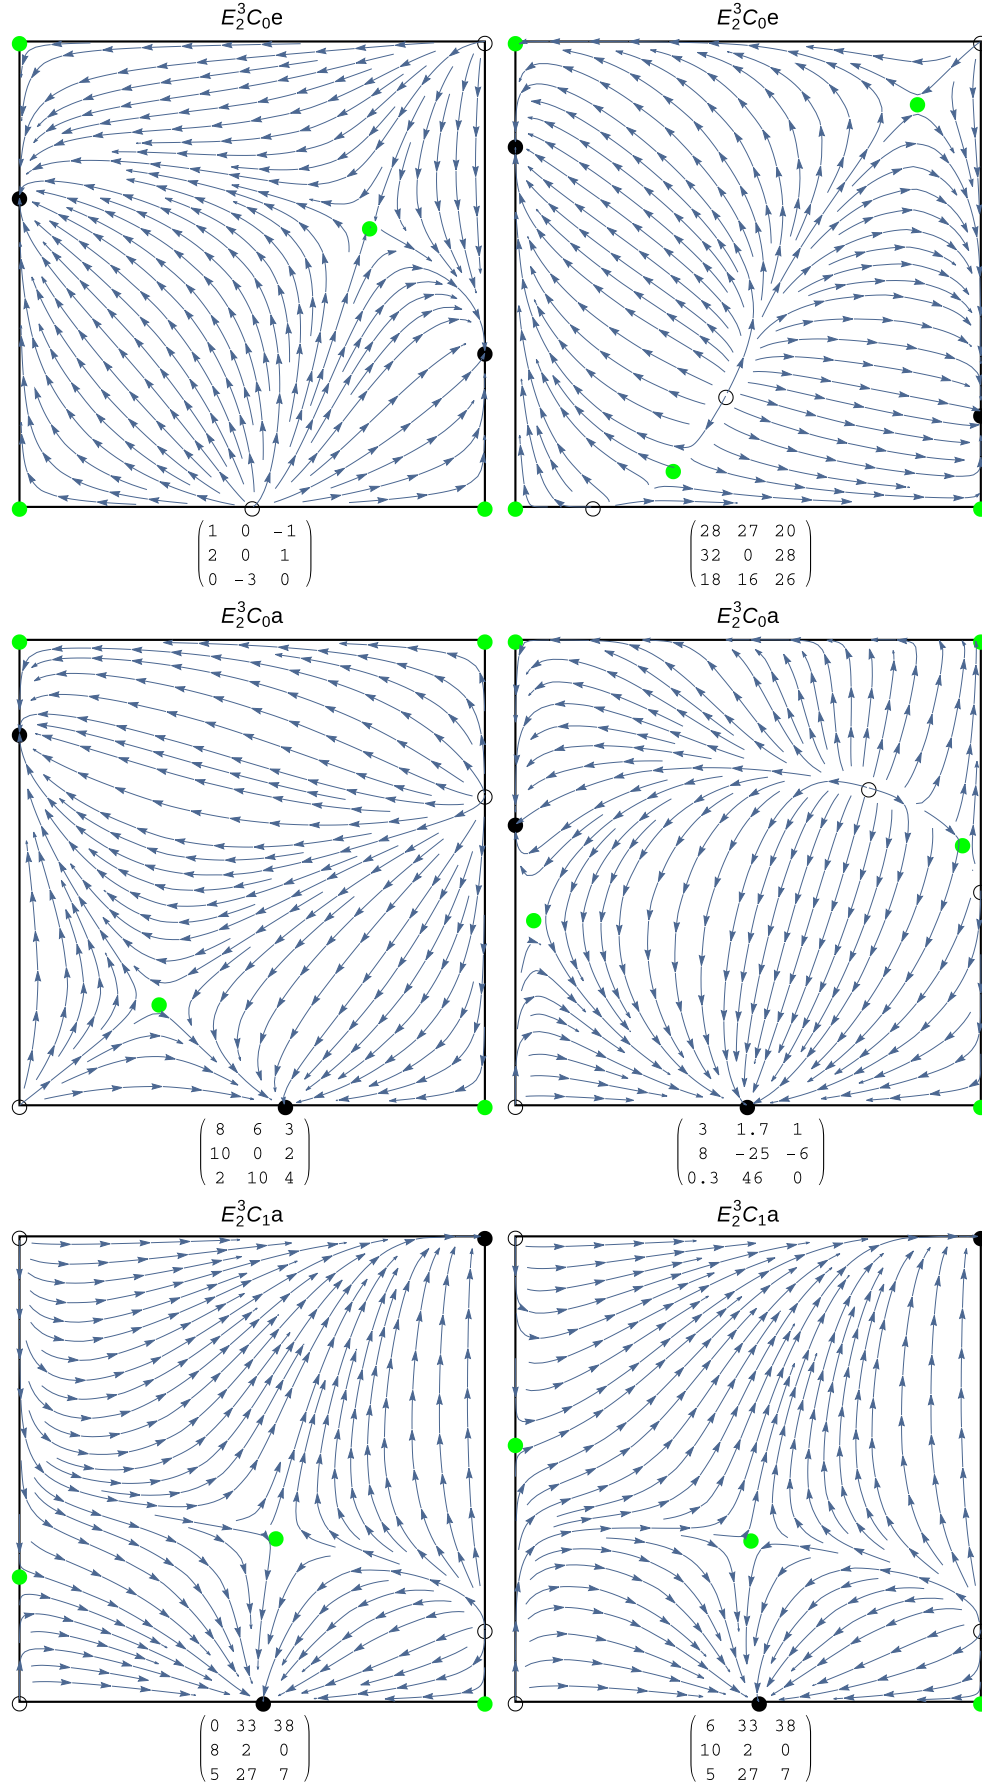 E₂³C₀e E₂³C₀e
1 0 -1 28 27 20
2 0 1 32 0 28
0 -3 0 18 16 26
E₂³C₀a E₂³C₀a
8 6 3 3 1.7 1
10 0 2 8 -25 -6
2 10 4 0.3 46 0
E₂³C₁a E₂³C₁a
0 33 38 6 33 38
8 2 0 10 2 0
5 27 7 5 27 7